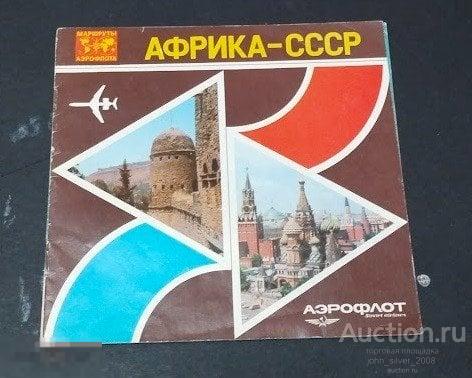 МАРШРУТЫ
АЭРОФЛОТА
АФРИКА-СССР
АЭРОФЛОТ
Soviet airlines
Auction.ru
торговая площадка
john_silver_2008
auction.ru